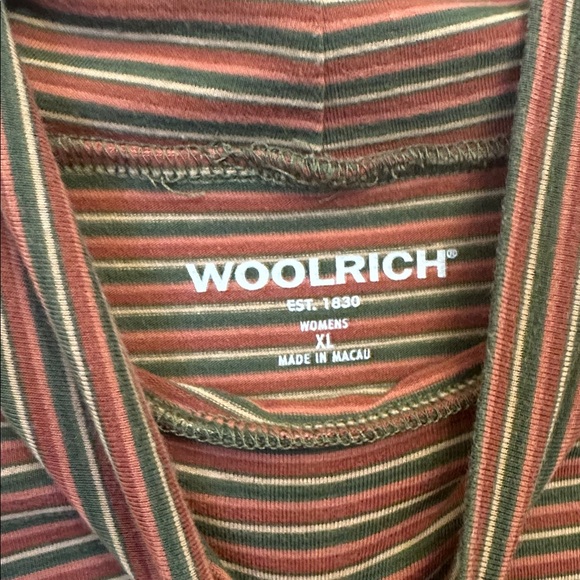 WOOLRICH®
EST. 1830
WOMENS
XL
MADE IN MACAU